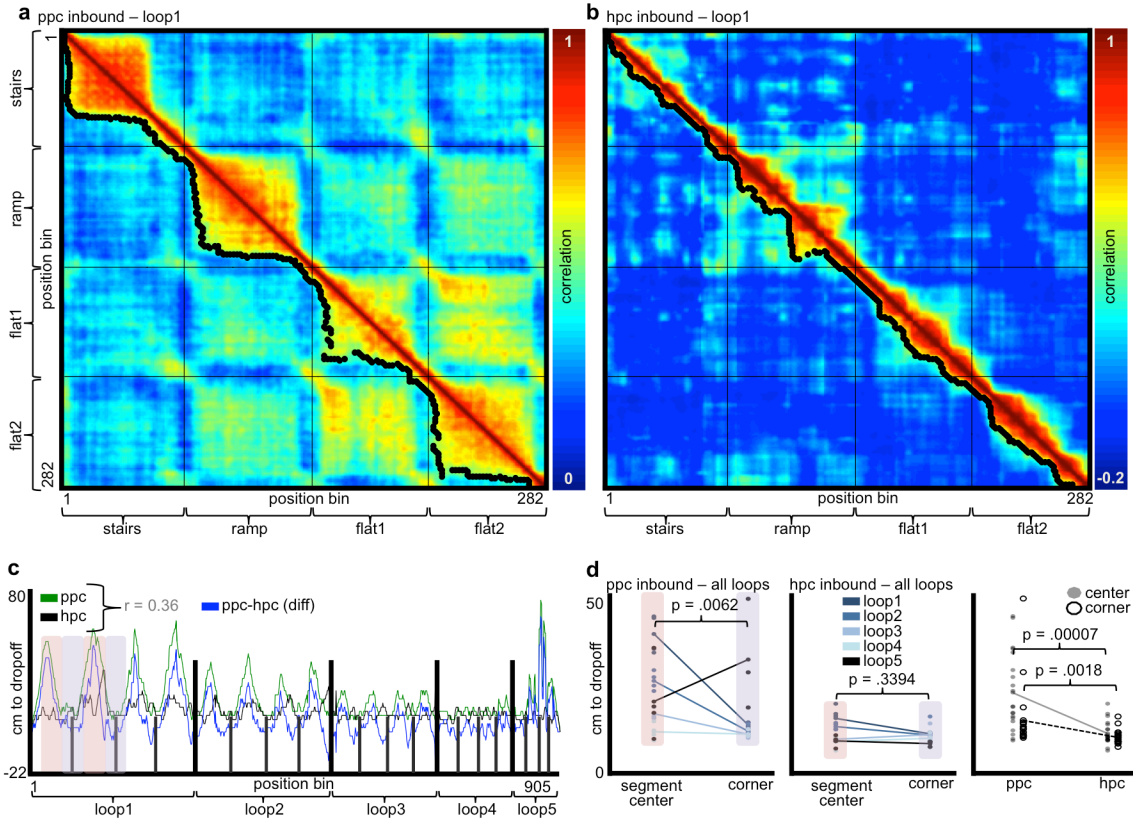 a ppc inbound – loop1
1
stairs
ramp
position bin
flat1
flat2
282
1
correlation
0
1 position bin 282
stairs ramp flat1 flat2
b hpc inbound – loop1
1
correlation
-0.2
1 position bin 282
stairs ramp flat1 flat2
c
80
ppc
hpc
r = 0.36
ppc-hpc (diff)
cm to dropoff
-22
1 position bin 905
loop1 loop2 loop3 loop4 loop5
d ppc inbound – all loops
50
p = .0062
cm to dropoff
0
segment center
corner
hpc inbound – all loops
loop1
loop2
loop3
loop4
loop5
p = .3394
segment center
corner
center
corner
p = .00007
p = .0018
ppc hpc